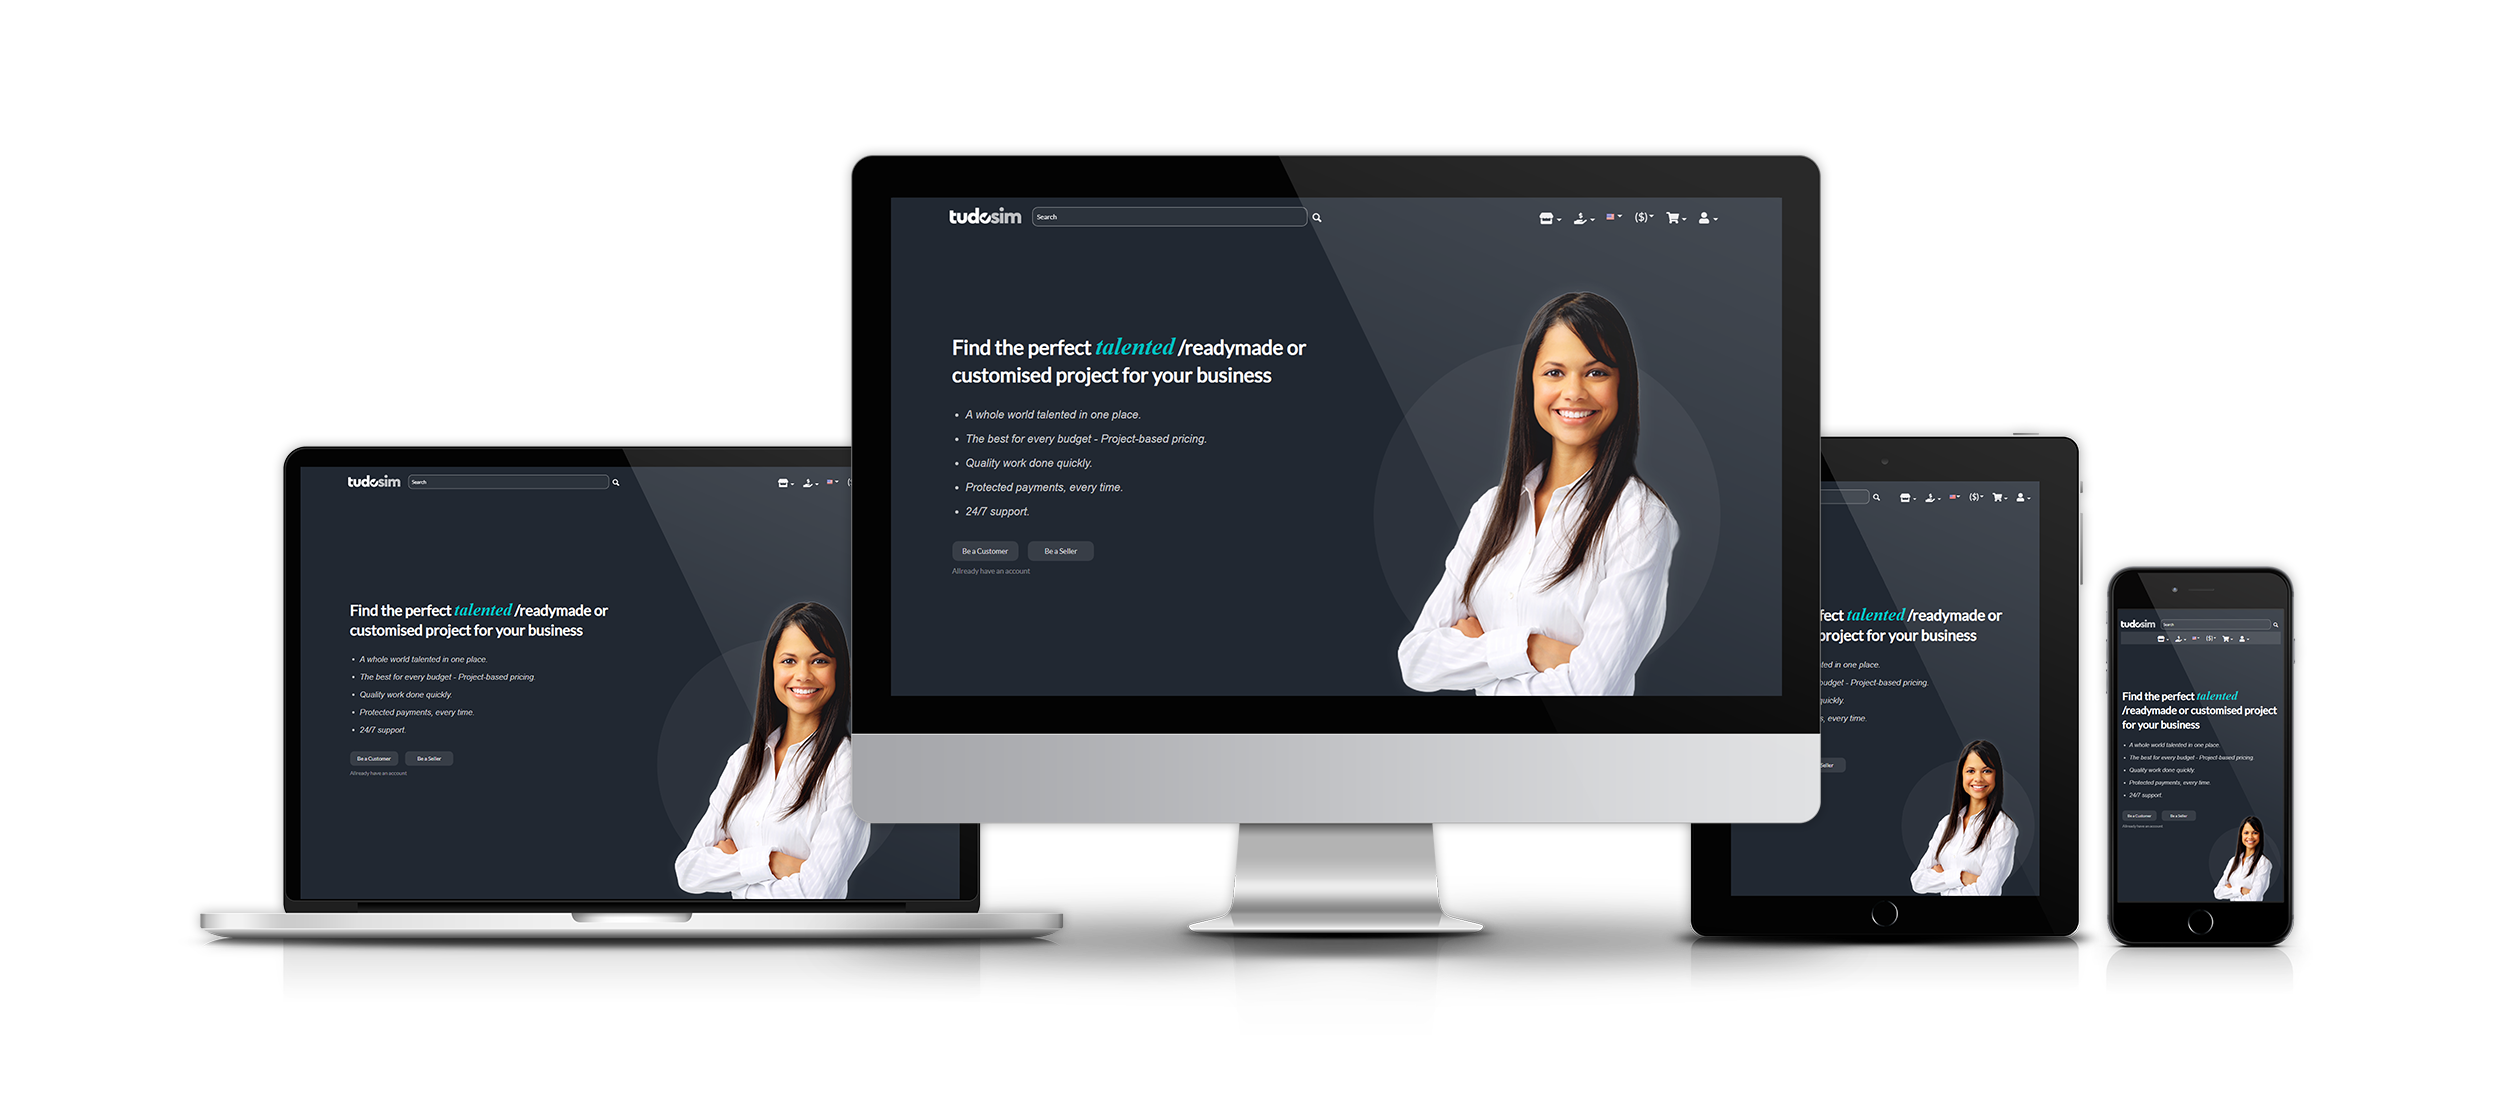 tudosim
Search
($)
Find the perfect talented /readymade or
customised project for your business
• A whole world talented in one place.
• The best for every budget - Project-based pricing.
• Quality work done quickly.
• Protected payments, every time.
• 24/7 support.
Be a Customer Be a Seller
Allready have an account
tudosim
Search
(
Find the perfect talented /readymade or
customised project for your business
• A whole world talented in one place.
• The best for every budget - Project-based pricing.
• Quality work done quickly.
• Protected payments, every time.
• 24/7 support.
Be a Customer Be a Seller
Allready have an account
($)
fect talented /readymade or
project for your business
ted in one place.
budget - Project-based pricing.
quickly.
s, every time.
Seller
tudosim
Search
($)
Find the perfect talented
/readymade or customised project
for your business
• A whole world talented in one place.
• The best for every budget - Project-based pricing.
• Quality work done quickly.
• Protected payments, every time.
• 24/7 support.
Be a Customer Be a Seller
Allready have an account